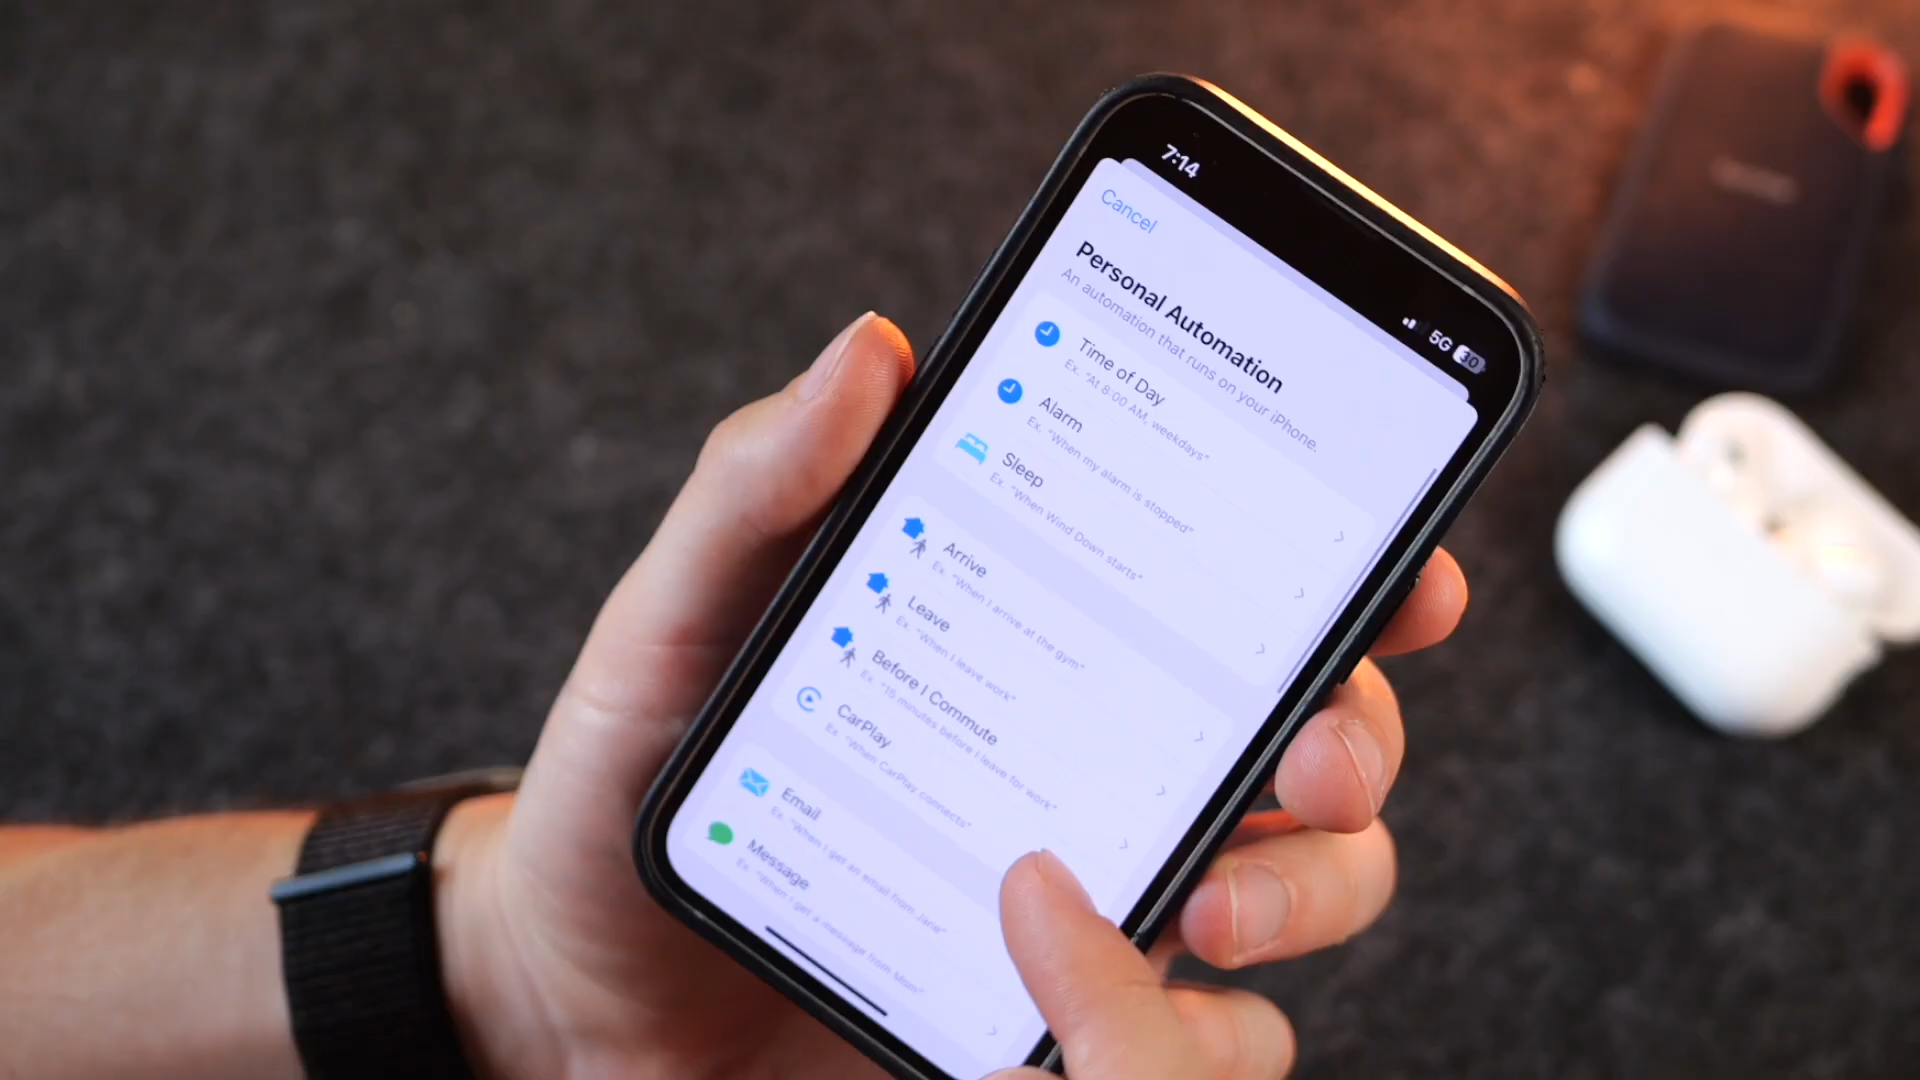 7:14
5G 30
Cancel
Personal Automation
An automation that runs on your iPhone.
Time of Day
Ex. "At 8:00 AM, weekdays"
Alarm
Ex. "When my alarm is stopped"
Sleep
Ex. "When Wind Down starts"
Arrive
Ex. "When I arrive at the gym"
Leave
Ex. "When I leave work"
Before I Commute
Ex. "15 minutes before I leave for work"
CarPlay
Ex. "When CarPlay connects"
Email
Ex. "When I get an email from Jane"
Message
Ex. "When I get a message from Mom"